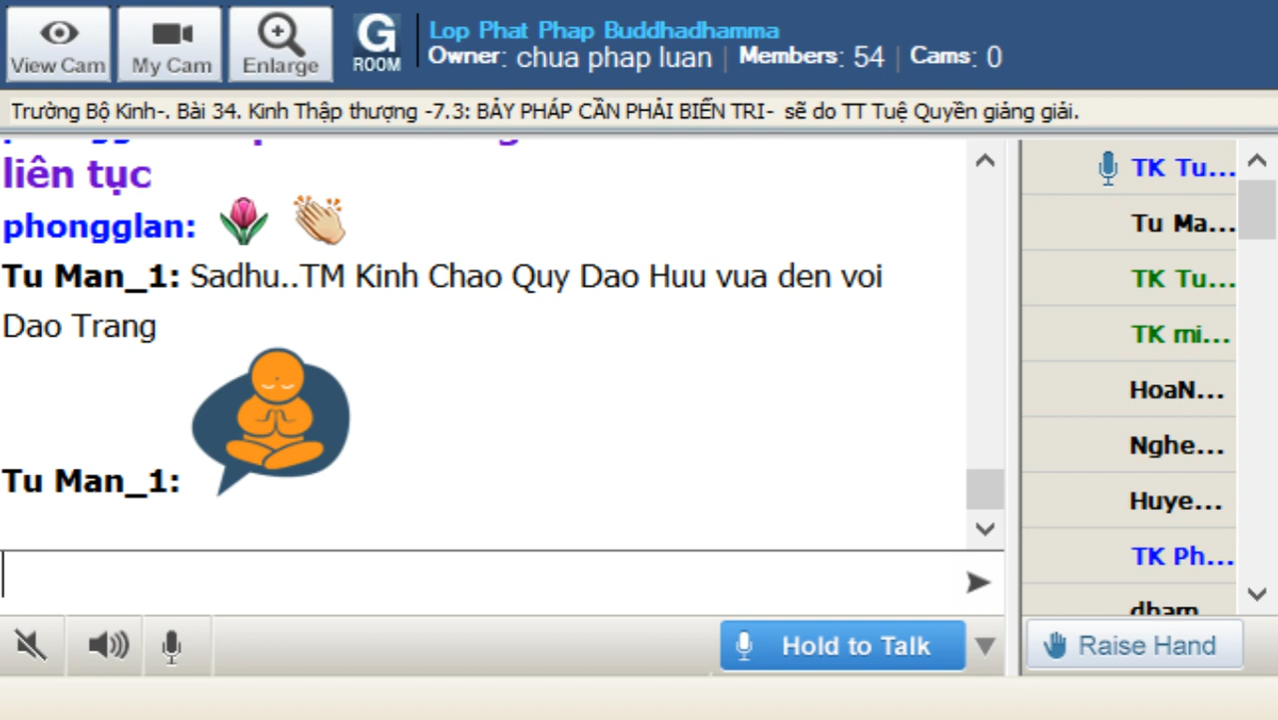 View Cam
My Cam
Enlarge
G
ROOM
Lop Phat Phap Buddhadhamma
Owner: chua phap luan | Members: 54 | Cams: 0
Trường Bộ Kinh-. Bài 34. Kinh Thập thượng -7.3: BẢY PHÁP CẦN PHẢI BIẾN TRI- sẽ do TT Tuệ Quyền giảng giải.
liên tục
phongglan:
Tu Man_1: Sadhu..TM Kinh Chao Quy Dao Huu vua den voi
Dao Trang
Tu Man_1:
TK Tu...
Tu Ma...
TK Tu...
TK mi...
HoaN...
Nghe...
Huye...
TK Ph...
Hold to Talk
Raise Hand